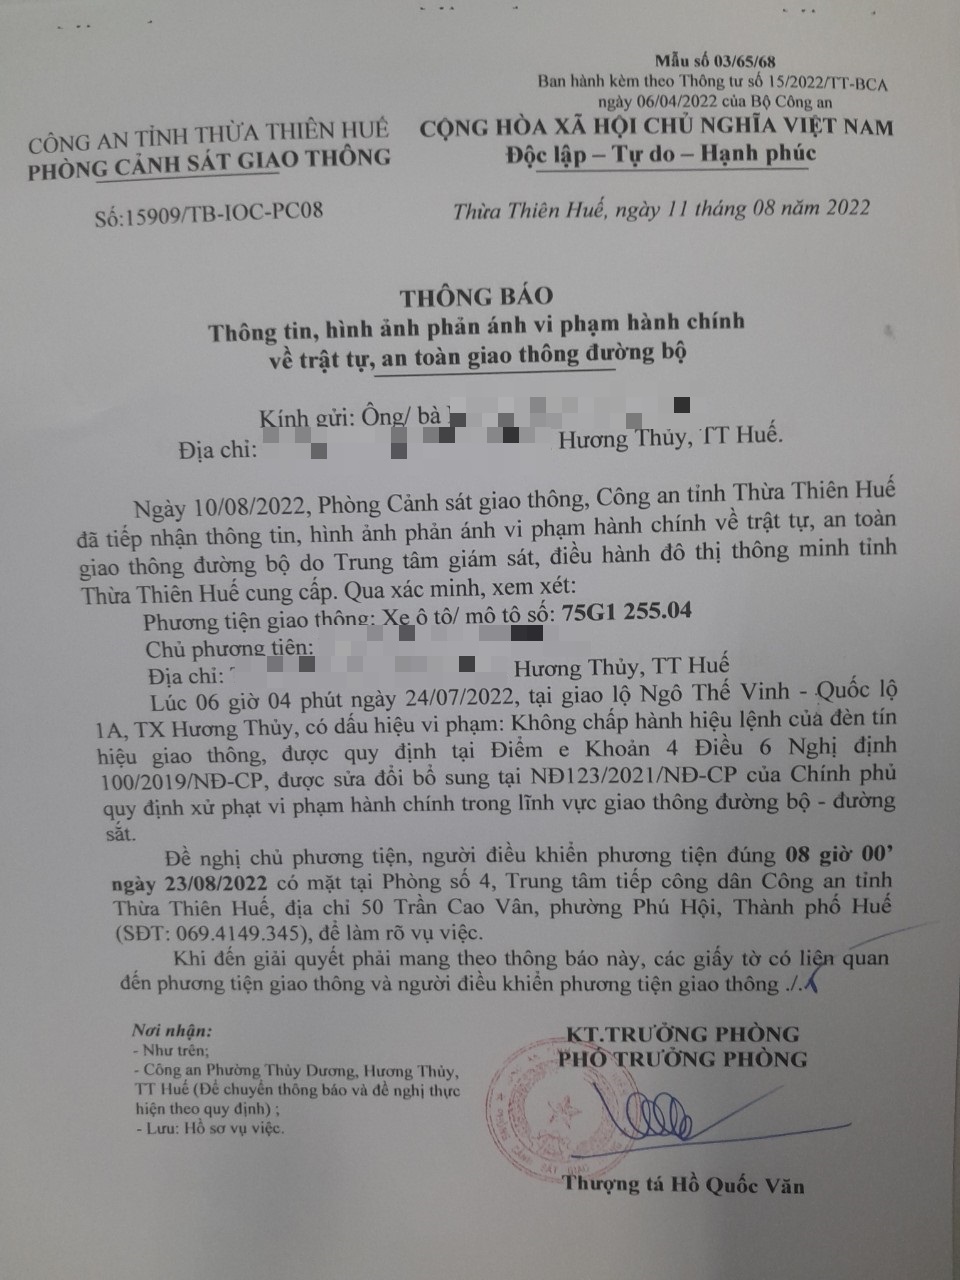 Mẫu số 03/65/68
Ban hành kèm theo Thông tư số 15/2022/TT-BCA
ngày 06/04/2022 của Bộ Công an
CÔNG AN TỈNH THỪA THIÊN HUẾ
PHÒNG CẢNH SÁT GIAO THÔNG
CỘNG HÒA XÃ HỘI CHỦ NGHĨA VIỆT NAM
Độc lập – Tự do – Hạnh phúc
Số:15909/TB-IOC-PC08
Thừa Thiên Huế, ngày 11 tháng 08 năm 2022
THÔNG BÁO
Thông tin, hình ảnh phản ánh vi phạm hành chính
về trật tự, an toàn giao thông đường bộ
Kính gửi: Ông/ bà
Địa chỉ: Hương Thủy, TT Huế.
Ngày 10/08/2022, Phòng Cảnh sát giao thông, Công an tỉnh Thừa Thiên Huế
đã tiếp nhận thông tin, hình ảnh phản ánh vi phạm hành chính về trật tự, an toàn
giao thông đường bộ do Trung tâm giám sát, điều hành đô thị thông minh tỉnh
Thừa Thiên Huế cung cấp. Qua xác minh, xem xét:
Phương tiện giao thông: Xe ô tô/ mô tô số: 75G1 255.04
Chủ phương tiện:
Địa chỉ: Hương Thủy, TT Huế
Lúc 06 giờ 04 phút ngày 24/07/2022, tại giao lộ Ngô Thế Vinh - Quốc lộ
1A, TX Hương Thủy, có dấu hiệu vi phạm: Không chấp hành hiệu lệnh của đèn tín
hiệu giao thông, được quy định tại Điểm e Khoản 4 Điều 6 Nghị định
100/2019/NĐ-CP, được sửa đổi bổ sung tại NĐ123/2021/NĐ-CP của Chính phủ
quy định xử phạt vi phạm hành chính trong lĩnh vực giao thông đường bộ - đường
sắt.
Đề nghị chủ phương tiện, người điều khiển phương tiện đúng 08 giờ 00’
ngày 23/08/2022 có mặt tại Phòng số 4, Trung tâm tiếp công dân Công an tỉnh
Thừa Thiên Huế, địa chỉ 50 Trần Cao Vân, phường Phú Hội, Thành phố Huế
(SĐT: 069.4149.345), để làm rõ vụ việc.
Khi đến giải quyết phải mang theo thông báo này, các giấy tờ có liên quan
đến phương tiện giao thông và người điều khiển phương tiện giao thông ./.
Nơi nhận:
- Như trên;
- Công an Phường Thủy Dương, Hương Thủy,
TT Huế (Để chuyển thông báo và đề nghị thực
hiện theo quy định) ;
- Lưu: Hồ sơ vụ việc.
KT.TRƯỞNG PHÒNG
PHÓ TRƯỞNG PHÒNG
Thượng tá Hồ Quốc Văn